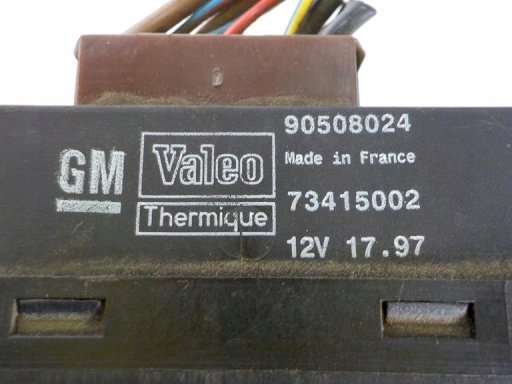 90508024
GM
Valeo
Made in France
Thermique
73415002
12V 17.97